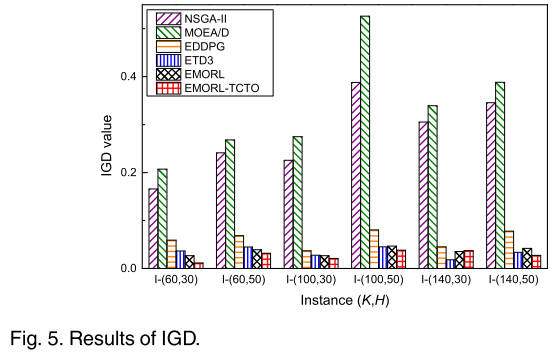 NSGA-II
MOEA/D
EDDPG
ETD3
EMORL
EMORL-TCTO
IGD value
0.4
0.2
0.0
I-(60,30) I-(60,50) I-(100,30) I-(100,50) I-(140,30) I-(140,50)
Instance (K,H)
Fig. 5. Results of IGD.